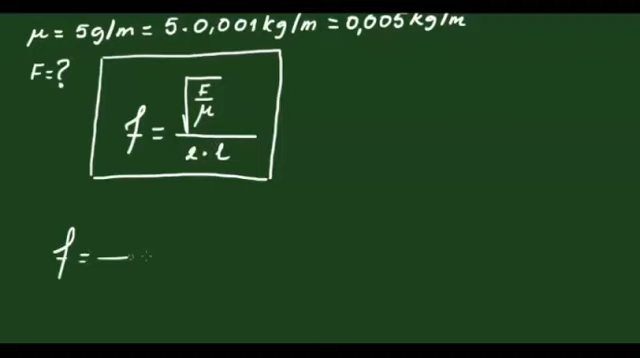 μ = 5g/m = 5·0,001kg/m = 0,005kg/m
F=?
f = √(F/μ) / 2·l
f = —